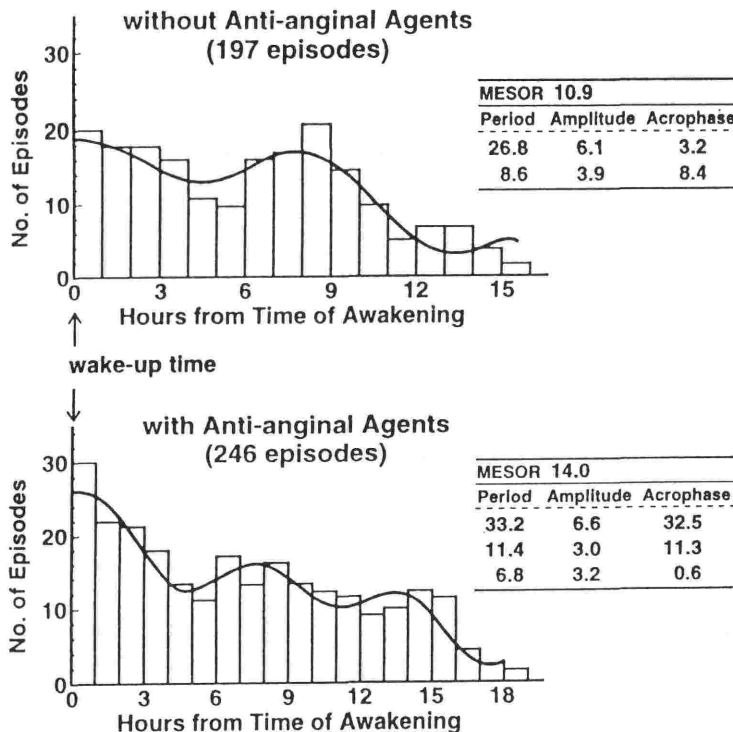 without Anti-anginal Agents
(197 episodes)
No. of Episodes
30
20
10
0
0 3 6 9 12 15
Hours from Time of Awakening
MESOR 10.9
Period Amplitude Acrophase
26.8 6.1 3.2
8.6 3.9 8.4
wake-up time
with Anti-anginal Agents
(246 episodes)
No. of Episodes
30
20
10
0
0 3 6 9 12 15 18
Hours from Time of Awakening
MESOR 14.0
Period Amplitude Acrophase
33.2 6.6 32.5
11.4 3.0 11.3
6.8 3.2 0.6